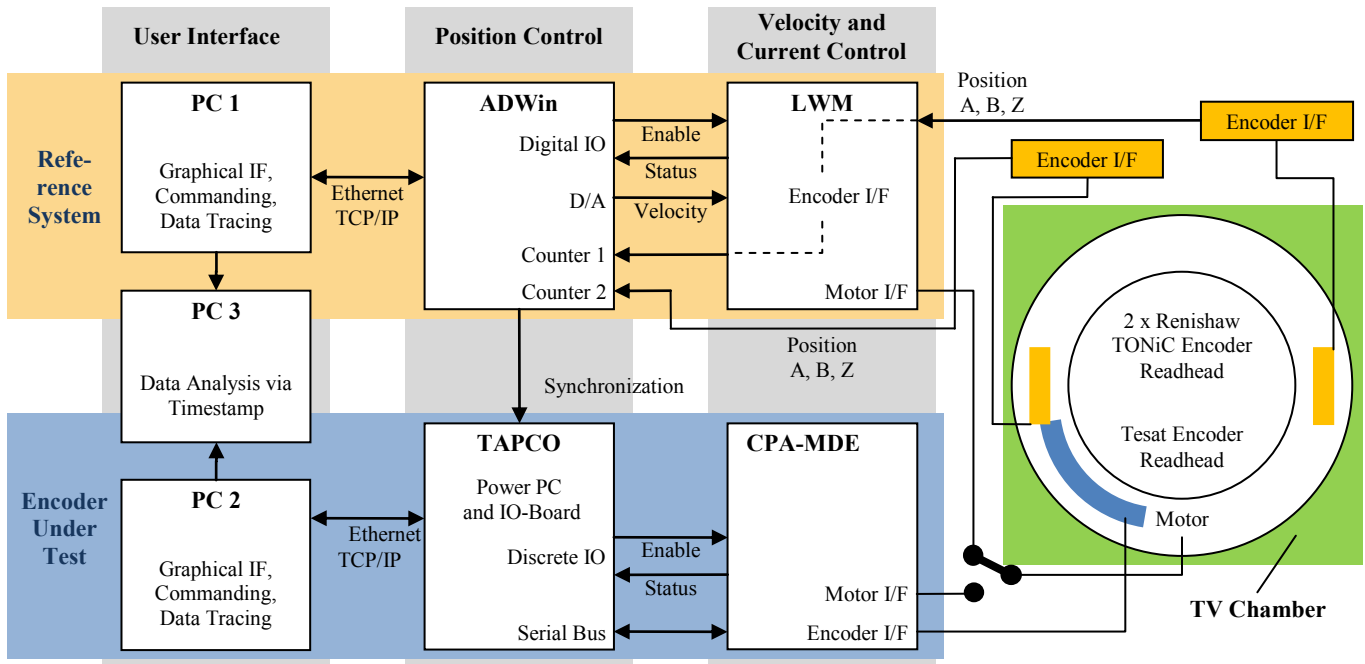 User Interface
Position Control
Velocity and
Current Control
Refe-
rence
System
PC 1
Graphical IF,
Commanding,
Data Tracing
Ethernet
TCP/IP
ADWin
Digital IO
D/A
Counter 1
Counter 2
Enable
Status
Velocity
LWM
Encoder I/F
Motor I/F
Position
A, B, Z
Encoder I/F
Encoder I/F
PC 3
Data Analysis via
Timestamp
Synchronization
Position
A, B, Z
2 x Renishaw
TONiC Encoder
Readhead
Tesat Encoder
Readhead
Motor
TV Chamber
Encoder
Under
Test
PC 2
Graphical IF,
Commanding,
Data Tracing
Ethernet
TCP/IP
TAPCO
Power PC
and IO-Board
Discrete IO
Serial Bus
Enable
Status
CPA-MDE
Motor I/F
Encoder I/F